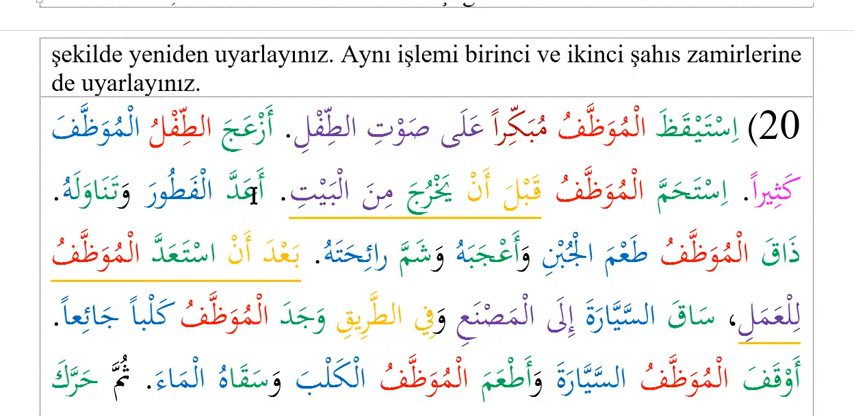 şekilde yeniden uyarlayınız. Aynı işlemi birinci ve ikinci şahıs zamirlerine
de uyarlayınız.
20) اِسْتَيْقَظَ الْمُوَظَّفُ مُبَكِّراً عَلَى صَوْتِ الطِّفْلِ. أَزْعَجَ الطِّفْلُ الْمُوَظَّفَ
كَثِيراً. اِسْتَحَمَّ الْمُوَظَّفُ قَبْلَ أَنْ يَخْرُجَ مِنَ الْبَيْتِ. أَعَدَّ الْفَطُورَ وَتَنَاوَلَهُ.
ذَاقَ الْمُوَظَّفُ طَعْمَ الْجُبْنِ وَأَعْجَبَهُ وَشَمَّ رائِحَتَهُ. بَعْدَ أَنْ اسْتَعَدَّ الْمُوَظَّفُ
لِلْعَمَلِ، سَاقَ السَّيَّارَةَ إِلَى الْمَصْنَعِ وَفِي الطَّرِيقِ وَجَدَ الْمُوَظَّفُ كَلْباً جَائِعاً.
أَوْقَفَ الْمُوَظَّفُ السَّيَّارَةَ وَأَطْعَمَ الْمُوَظَّفُ الْكَلْبَ وَسَقَاهُ الْمَاءَ. ثُمَّ حَرَّكَ